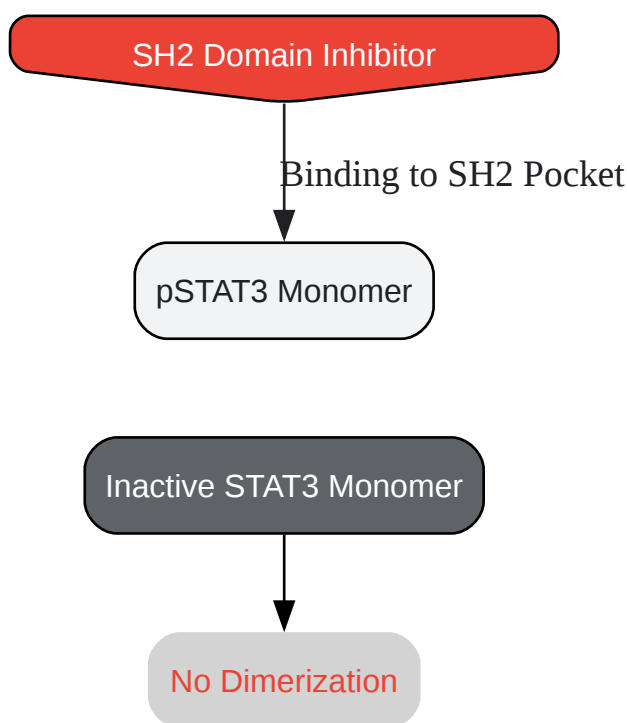 SH2 Domain Inhibitor
Binding to SH2 Pocket
pSTAT3 Monomer
Inactive STAT3 Monomer
No Dimerization